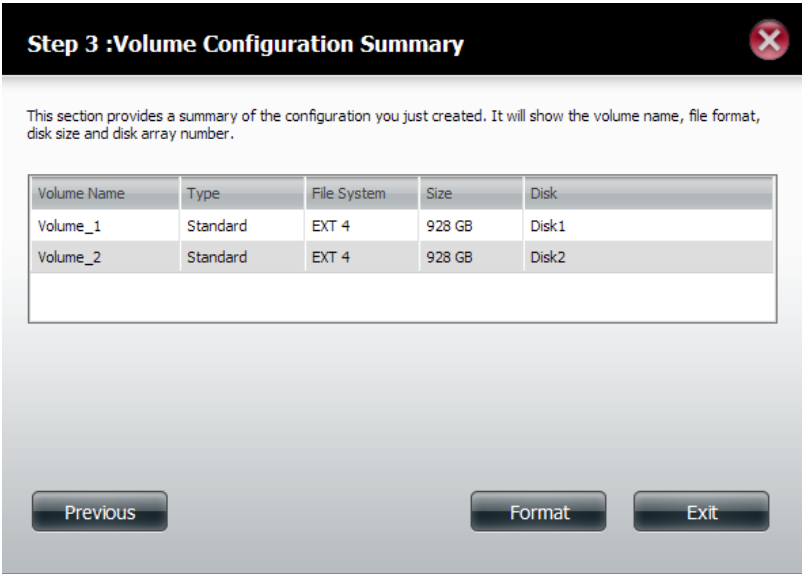 Step 3 :Volume Configuration Summary
This section provides a summary of the configuration you just created. It will show the volume name, file format,
disk size and disk array number.
Volume Name Type File System Size Disk
Volume_1 Standard EXT 4 928 GB Disk1
Volume_2 Standard EXT 4 928 GB Disk2
Previous Format Exit